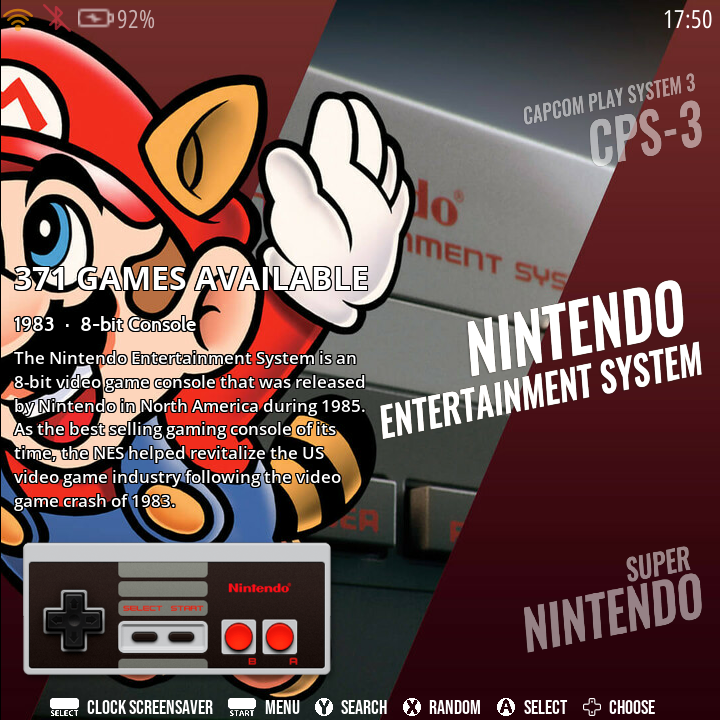 92%
17:50
M
CAPCOM PLAY SYSTEM 3
CPS-3
371 GAMES AVAILABLE
1983 · 8-bit Console
The Nintendo Entertainment System is an
8-bit video game console that was released
by Nintendo in North America during 1985.
As the best selling gaming console of its
time, the NES helped revitalize the US
video game industry following the video
game crash of 1983.
NINTENDO
ENTERTAINMENT SYSTEM
SUPER
NINTENDO
Nintendo®
SELECT START
B A
SELECT CLOCK SCREENSAVER START MENU Y SEARCH X RANDOM A SELECT CHOOSE